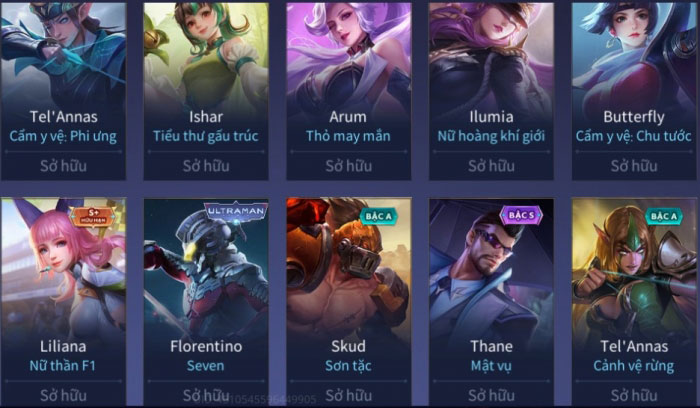 Tel'Annas
Cẩm y vệ: Phi ưng
Sở hữu
Ishar
Tiểu thư gấu trúc
Sở hữu
Arum
Thỏ may mắn
Sở hữu
Ilumia
Nữ hoàng khí giới
Sở hữu
Butterfly
Cẩm y vệ: Chu tước
Sở hữu
S+
HỮU HẠN
Liliana
Nữ thần F1
Sở hữu
ULTRAMAN
Florentino
Seven
Sở hữu
BẬC A
Skud
Sơn tặc
Sở hữu
BẬC S
Thane
Mật vụ
Sở hữu
BẬC A
Tel'Annas
Cảnh vệ rừng
Sở hữu